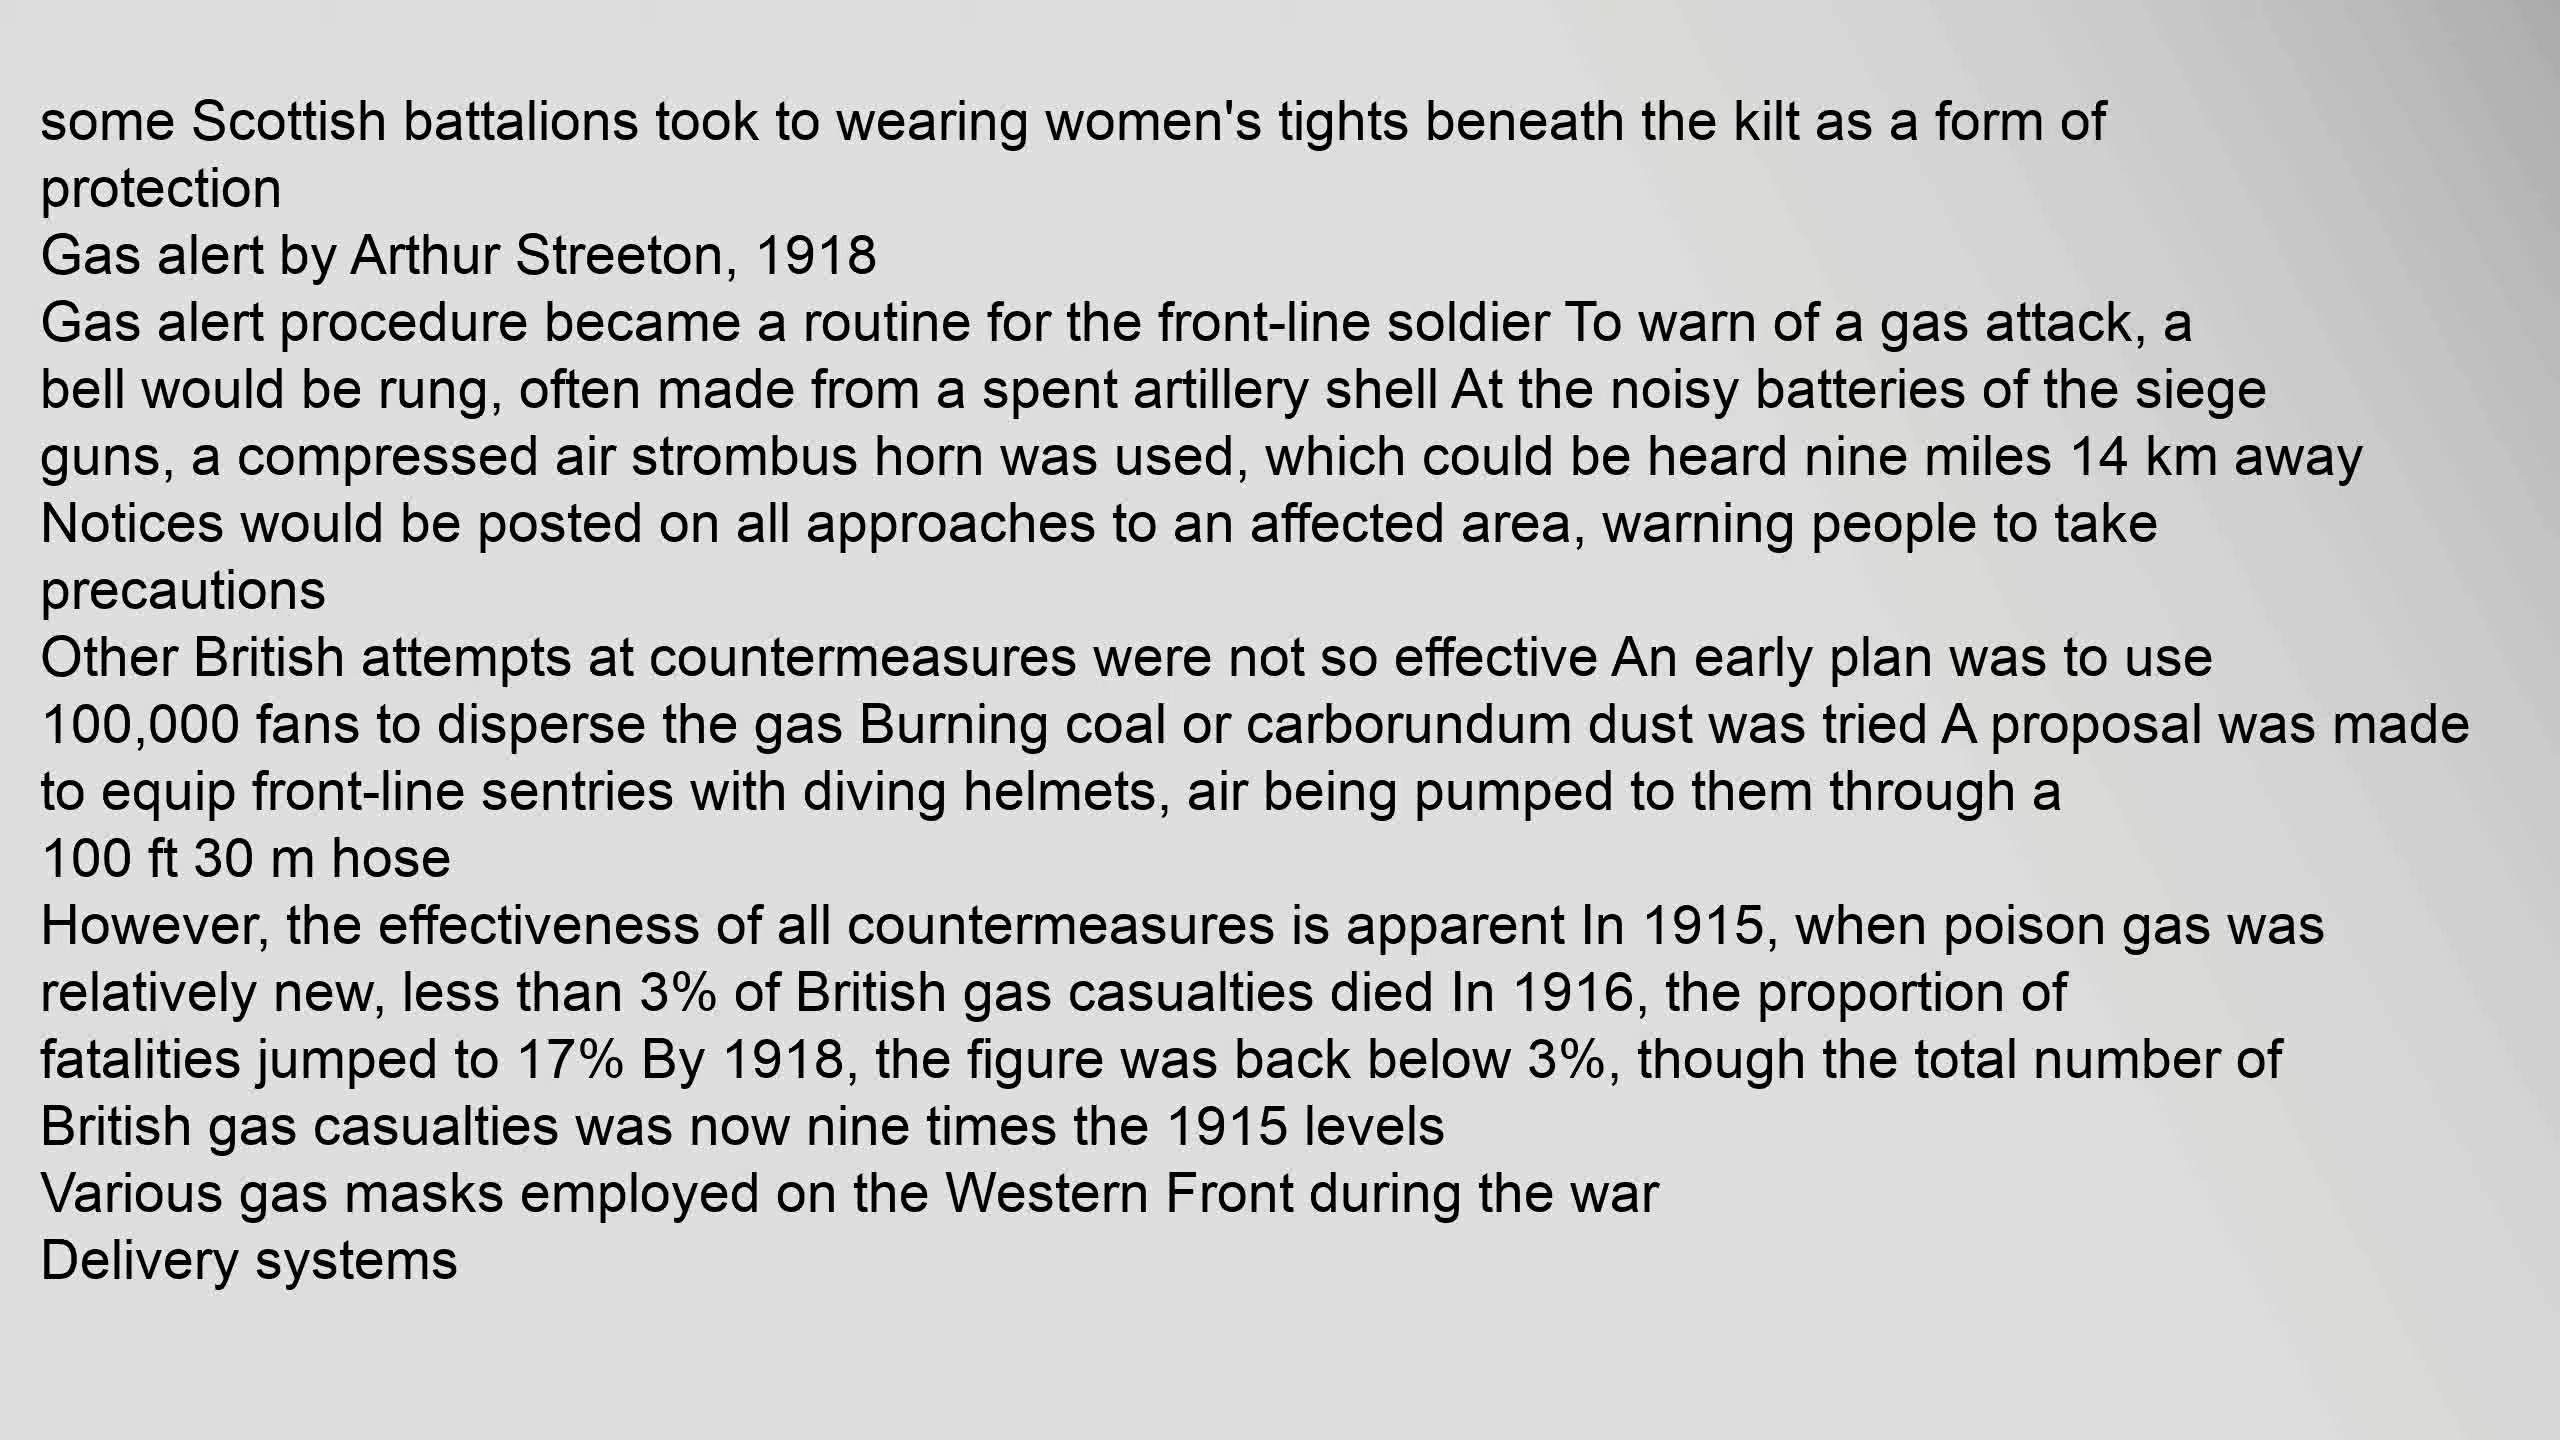 some Scottish battalions took to wearing women's tights beneath the kilt as a form of
protection
Gas alert by Arthur Streeton, 1918
Gas alert procedure became a routine for the front-line soldier To warn of a gas attack, a
bell would be rung, often made from a spent artillery shell At the noisy batteries of the siege
guns, a compressed air strombus horn was used, which could be heard nine miles 14 km away
Notices would be posted on all approaches to an affected area, warning people to take
precautions
Other British attempts at countermeasures were not so effective An early plan was to use
100,000 fans to disperse the gas Burning coal or carborundum dust was tried A proposal was made
to equip front-line sentries with diving helmets, air being pumped to them through a
100 ft 30 m hose
However, the effectiveness of all countermeasures is apparent In 1915, when poison gas was
relatively new, less than 3% of British gas casualties died In 1916, the proportion of
fatalities jumped to 17% By 1918, the figure was back below 3%, though the total number of
British gas casualties was now nine times the 1915 levels
Various gas masks employed on the Western Front during the war
Delivery systems